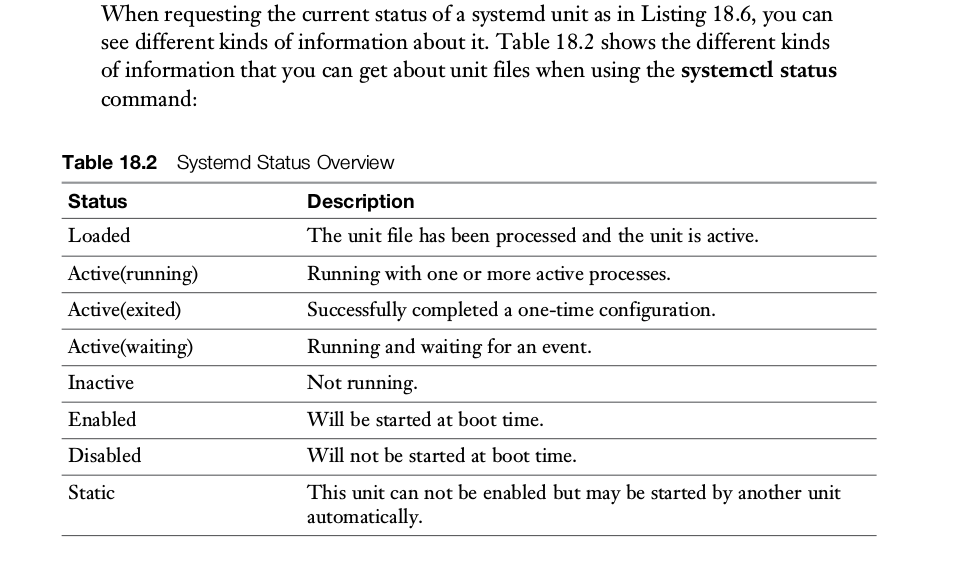 When requesting the current status of a systemd unit as in Listing 18.6, you can
see different kinds of information about it. Table 18.2 shows the different kinds
of information that you can get about unit files when using the systemctl status
command:
Table 18.2 Systemd Status Overview
Status Description
Loaded The unit file has been processed and the unit is active.
Active(running) Running with one or more active processes.
Active(exited) Successfully completed a one-time configuration.
Active(waiting) Running and waiting for an event.
Inactive Not running.
Enabled Will be started at boot time.
Disabled Will not be started at boot time.
Static This unit can not be enabled but may be started by another unit
automatically.